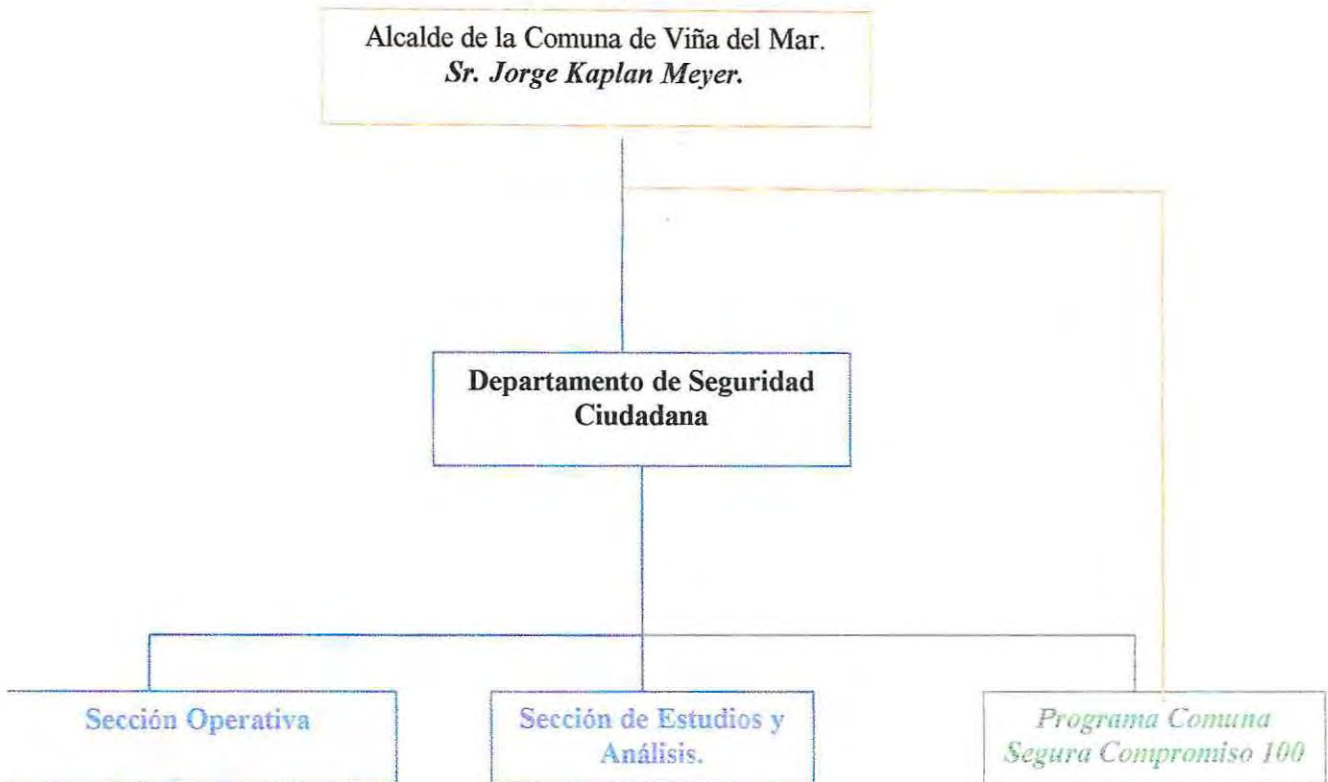 Alcalde de la Comuna de Viña del Mar.
Sr. Jorge Kaplan Meyer.
Departamento de Seguridad
Ciudadana
Sección Operativa
Sección de Estudios y
Análisis.
Programa Comuna
Segura Compromiso 100